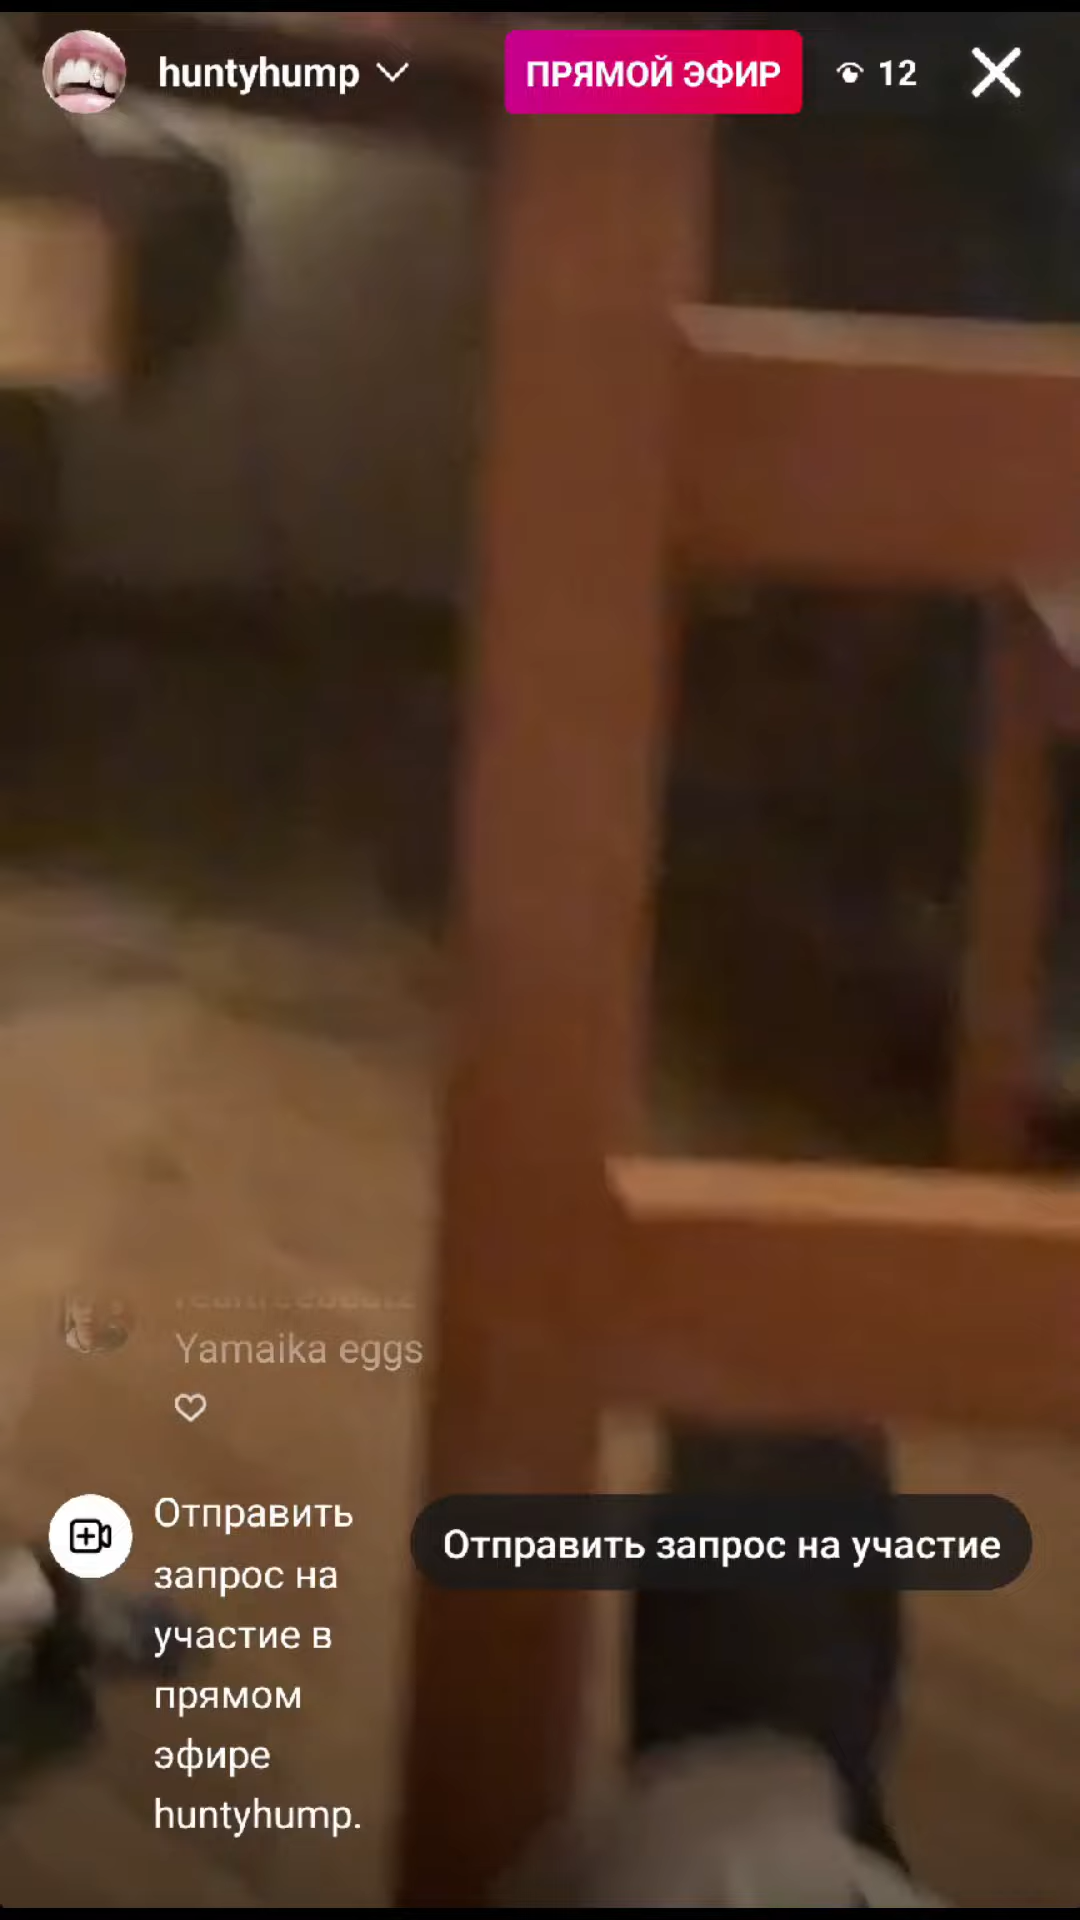 huntyhump
ПРЯМОЙ ЭФИР
12
Yamaika eggs
Отправить
запрос на
участие в
прямом
эфире
huntyhump.
Отправить запрос на участие